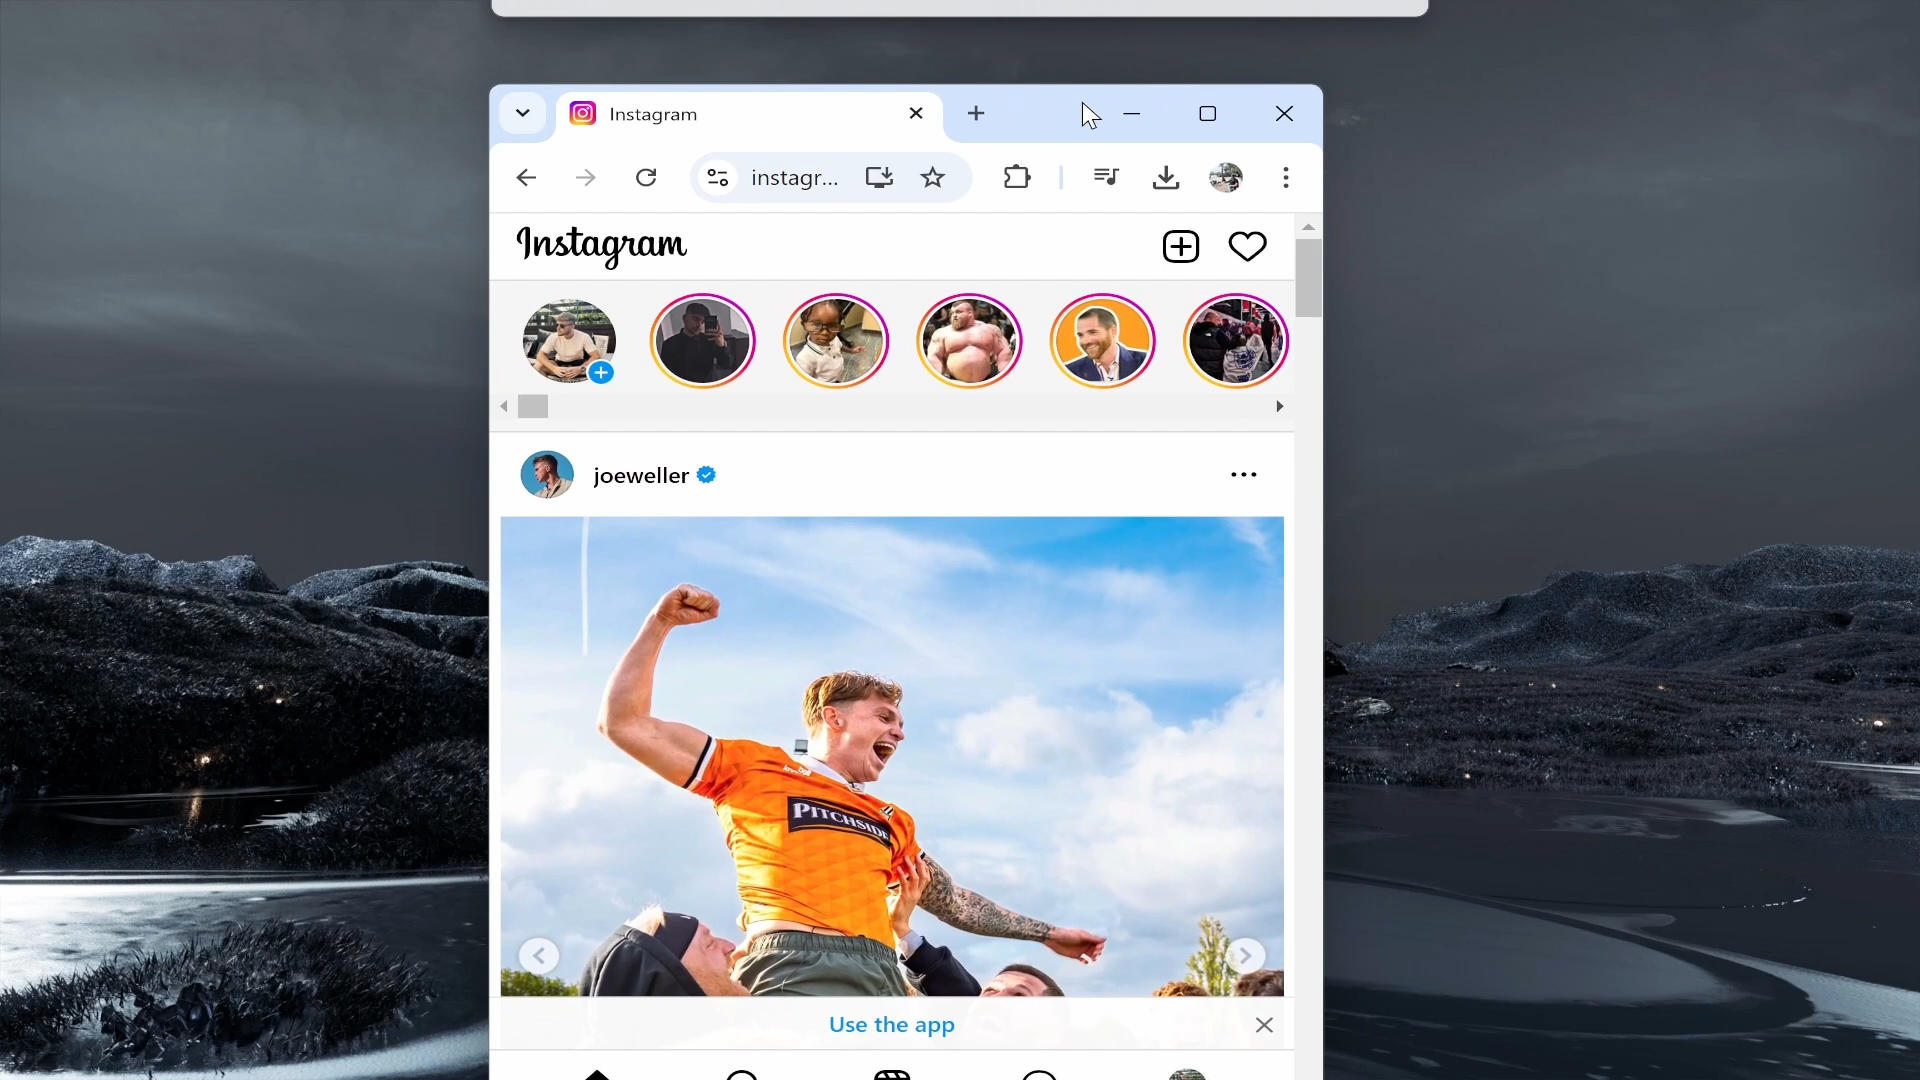 Instagram
instagr...
Instagram
joeweller
PITCHSIDE
Use the app